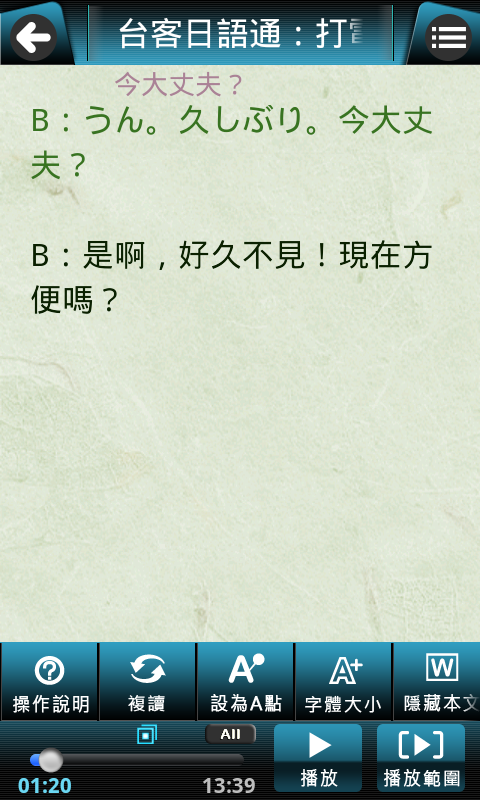 台客日語通：打電
今大丈夫？
B：うん。久しぶり。今大丈
夫？
B：是啊，好久不見！現在方
便嗎？
操作說明 複讀 設為A點 字體大小 隱藏本文
All
01:20 13:39 播放 播放範圍